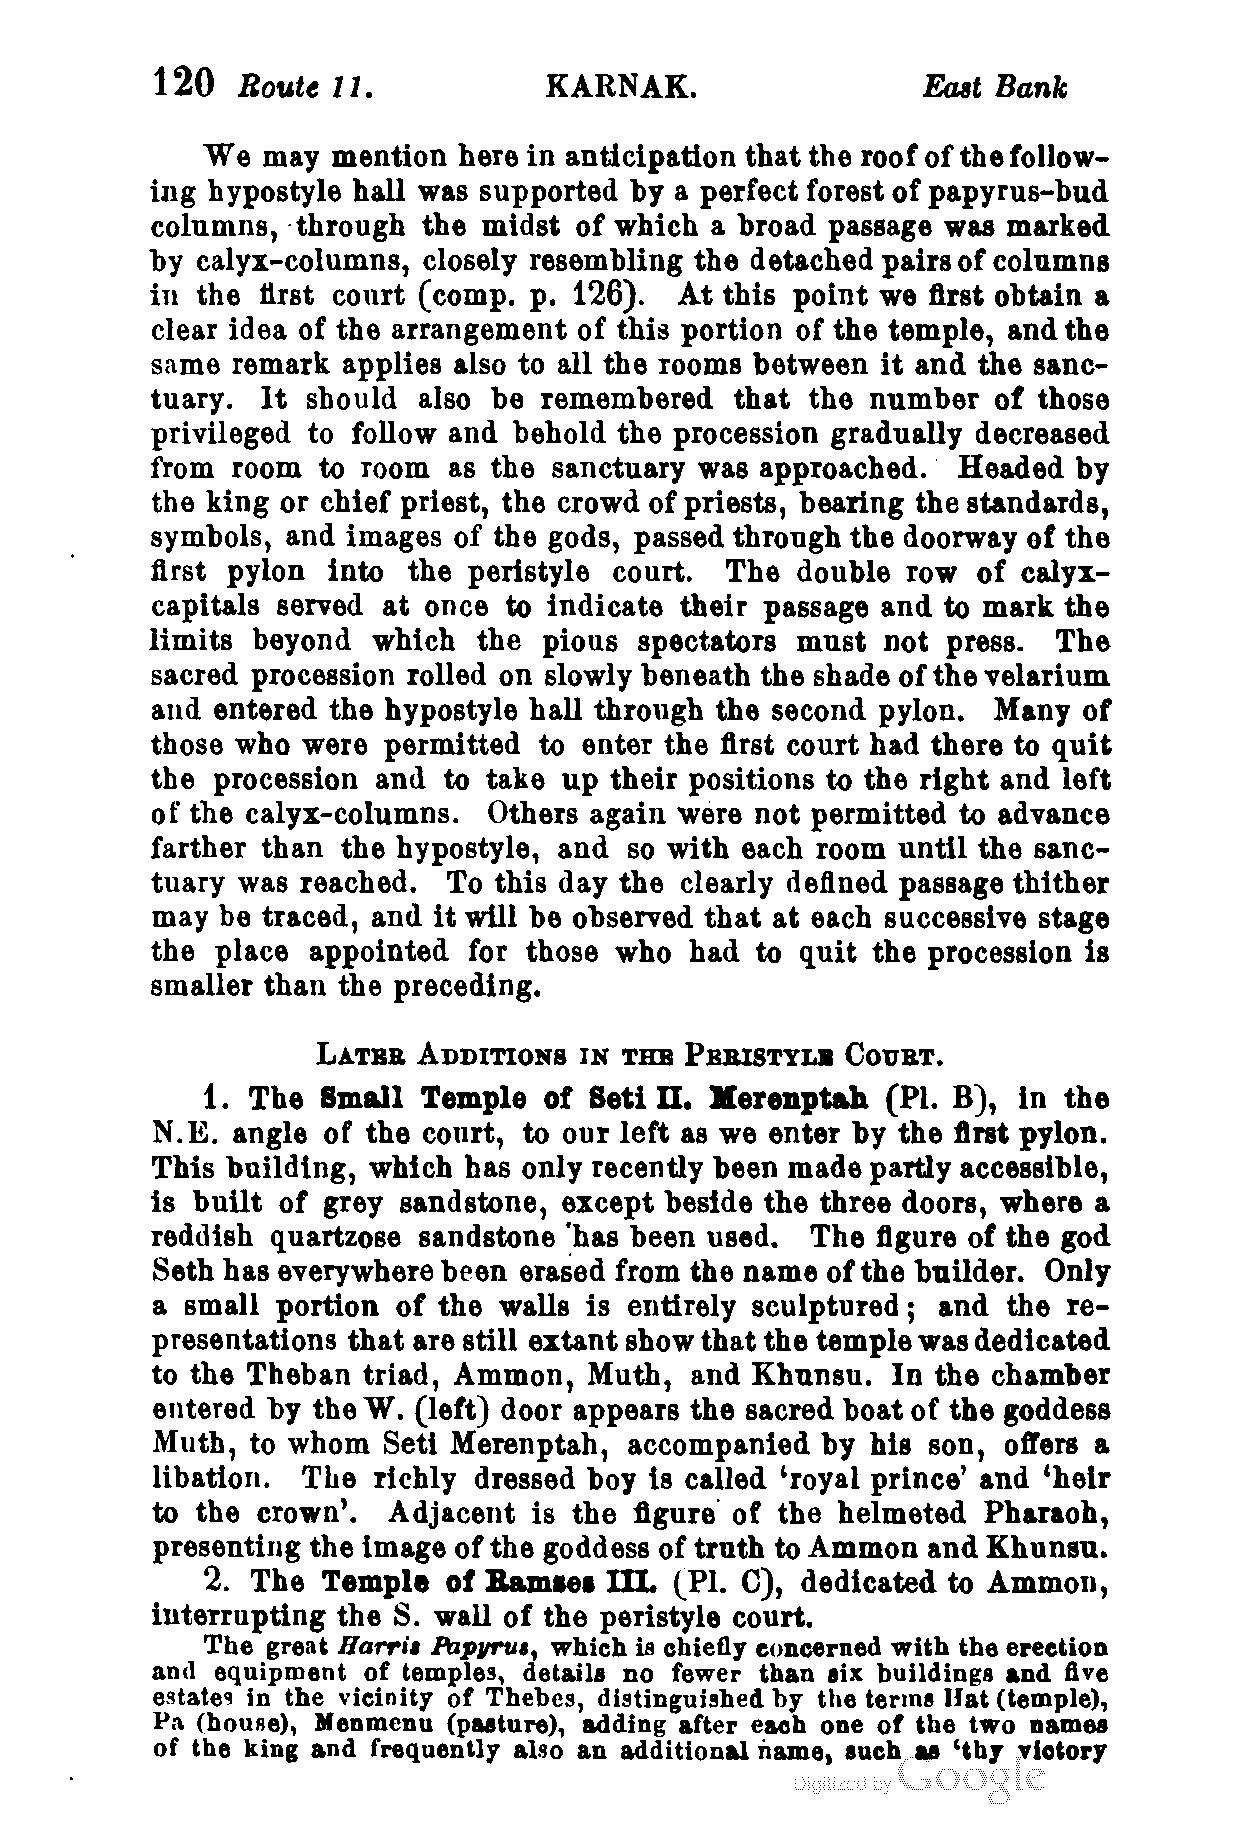 120 Route 11. KARNAK. East Bank
We may mention here in anticipation that the roof of the follow-
ing hypostyle hall was supported by a perfect forest of papyrus-bud
columns, through the midst of which a broad passage was marked
by calyx-columns, closely resembling the detached pairs of columns
in the first court (comp. p. 126). At this point we first obtain a
clear idea of the arrangement of this portion of the temple, and the
same remark applies also to all the rooms between it and the sanc-
tuary. It should also be remembered that the number of those
privileged to follow and behold the procession gradually decreased
from room to room as the sanctuary was approached. Headed by
the king or chief priest, the crowd of priests, bearing the standards,
symbols, and images of the gods, passed through the doorway of the
first pylon into the peristyle court. The double row of calyx-
capitals served at once to indicate their passage and to mark the
limits beyond which the pious spectators must not press. The
sacred procession rolled on slowly beneath the shade of the velarium
and entered the hypostyle hall through the second pylon. Many of
those who were permitted to enter the first court had there to quit
the procession and to take up their positions to the right and left
of the calyx-columns. Others again were not permitted to advance
farther than the hypostyle, and so with each room until the sanc-
tuary was reached. To this day the clearly defined passage thither
may be traced, and it will be observed that at each successive stage
the place appointed for those who had to quit the procession is
smaller than the preceding.
LATER ADDITIONS IN THE PERISTYLE COURT.
1. The Small Temple of Seti II. Merenptah (Pl. B), in the
N.E. angle of the court, to our left as we enter by the first pylon.
This building, which has only recently been made partly accessible,
is built of grey sandstone, except beside the three doors, where a
reddish quartzose sandstone has been used. The figure of the god
Seth has everywhere been erased from the name of the builder. Only
a small portion of the walls is entirely sculptured; and the re-
presentations that are still extant show that the temple was dedicated
to the Theban triad, Ammon, Muth, and Khunsu. In the chamber
entered by the W. (left) door appears the sacred boat of the goddess
Muth, to whom Seti Merenptah, accompanied by his son, offers a
libation. The richly dressed boy is called ‘royal prince’ and ‘heir
to the crown’. Adjacent is the figure of the helmeted Pharaoh,
presenting the image of the goddess of truth to Ammon and Khunsu.
2. The Temple of Ramses III. (Pl. C), dedicated to Ammon,
interrupting the S. wall of the peristyle court.
The great Harris Papyrus, which is chiefly concerned with the erection
and equipment of temples, details no fewer than six buildings and five
estates in the vicinity of Thebes, distinguished by the terms Hat (temple),
Pa (house), Menmenu (pasture), adding after each one of the two names
of the king and frequently also an additional name, such as ‘thy victory
Digitized by Google